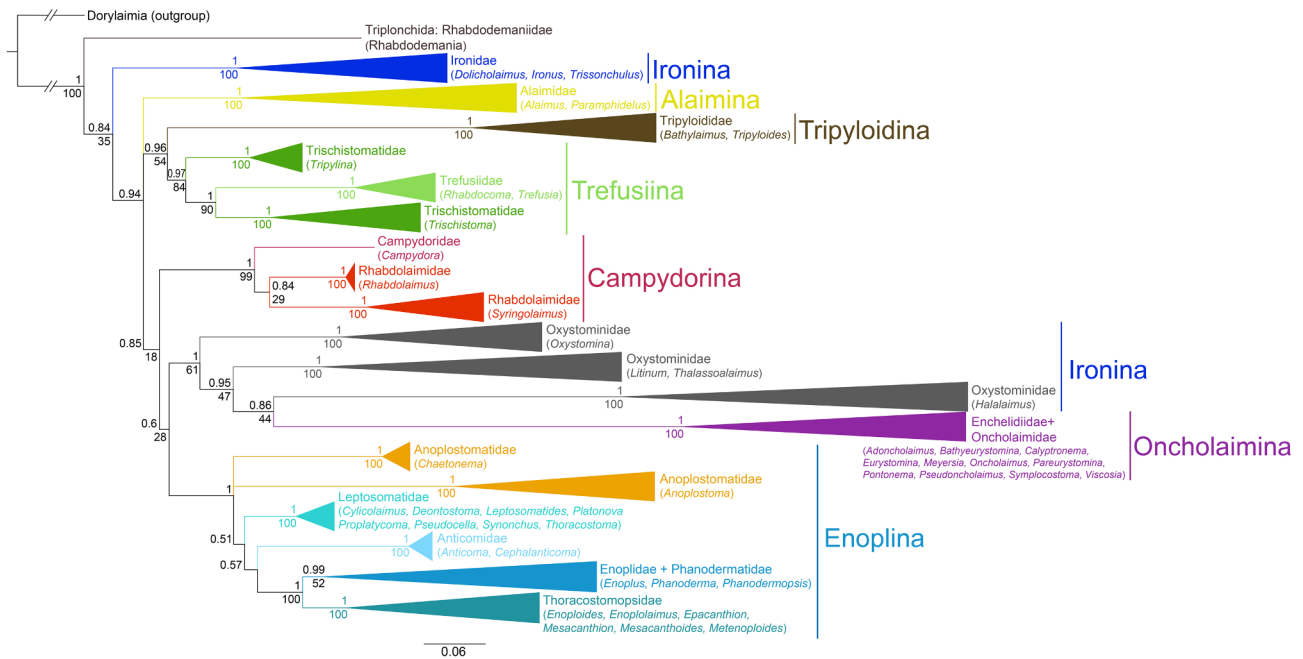 Dorylaimia (outgroup)
Triplonchida: Rhabdodemaniidae
(Rhabdodemania)
1
100
1
100
Ironidae
(Dolicholaimus, Ironus, Trissonchulus)
Ironina
1
100
Alaimidae
(Alaimus, Paramphidelus)
Alaimina
0.84
35
1
100
Tripyloididae
(Bathylaimus, Tripyloides)
Tripyloidina
0.96
54
1
100
Trischistomatidae
(Tripylina)
0.97
84
1
100
Trefusiidae
(Rhabdocoma, Trefusia)
Trefusiina
0.94
1
90
1
100
Trischistomatidae
(Trischistoma)
Campydoridae
(Campydora)
1
99
1
100
Rhabdolaimidae
(Rhabdolaimus)
Campydorina
0.84
29
1
100
Rhabdolaimidae
(Syringolaimus)
0.85
18
1
100
Oxystominidae
(Oxystomina)
1
61
1
100
Oxystominidae
(Litinum, Thalassoalaimus)
Ironina
0.95
47
1
100
Oxystominidae
(Halalaimus)
0.86
44
1
100
Enchelidiidae+
Oncholaimidae
(Adoncholaimus, Bathyeurystomina, Calyptronema,
Eurystomina, Meyersia, Oncholaimus, Pareurystomina,
Pontonema, Pseudoncholaimus, Symplocostoma, Viscosia)
Oncholaimina
0.6
28
1
100
Anoplostomatidae
(Chaetonema)
1
1
100
Anoplostomatidae
(Anoplostoma)
1
100
Leptosomatidae
(Cylicolaimus, Deontostoma, Leptosomatides, Platonova
Proplatycoma, Pseudocella, Synonchus, Thoracostoma)
Enoplina
0.51
1
100
Anticomidae
(Anticoma, Cephalanticoma)
0.57
0.99
52
Enoplidae + Phanodermatidae
(Enoplus, Phanoderma, Phanodermopsis)
1
100
1
100
Thoracostomopsidae
(Enoploides, Enoplolaimus, Epacanthion,
Mesacanthion, Mesacanthoides, Metenoploides)
0.06